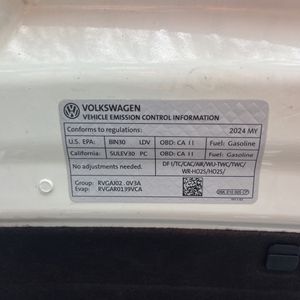 VOLKSWAGEN
VEHICLE EMISSION CONTROL INFORMATION
Conforms to regulations: 2024 MY
U.S. EPA: BIN30 LDV OBD: CA II Fuel: Gasoline
California: SULEV30 PC OBD: CA II Fuel: Gasoline
No adjustments needed. DFI/TC/CAC/AIR/WU-TWC/TWC/
WR-HO2S/HO2S/
Group: RVGAJ02.0V3A
Evap: RVGAR0139VCA